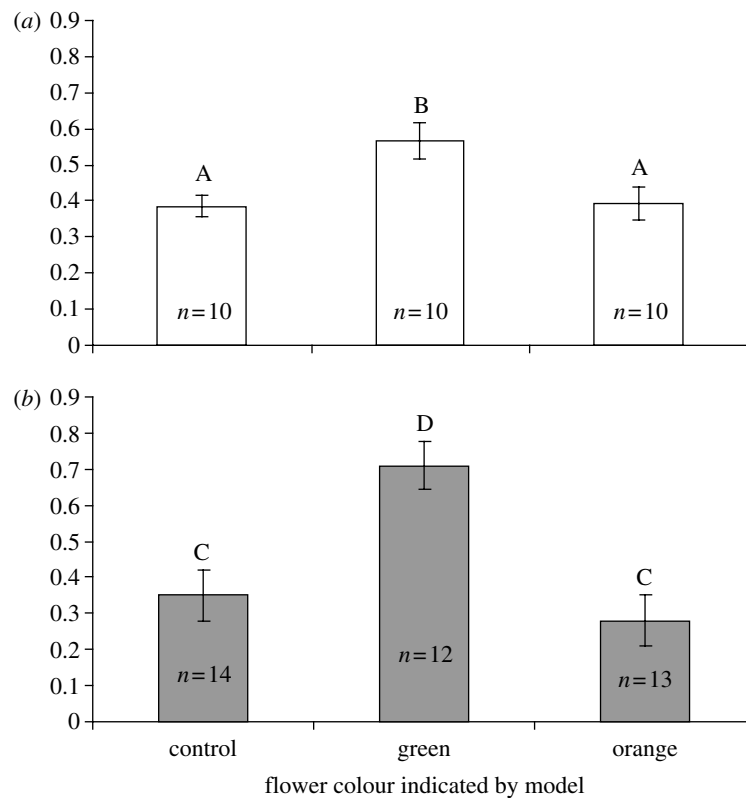 (a) 0.9
0.8
0.7
0.6
0.5
0.4
0.3
0.2
0.1
0
A
B
A
n=10
n=10
n=10
(b) 0.9
0.8
0.7
0.6
0.5
0.4
0.3
0.2
0.1
0
C
D
C
n=14
n=12
n=13
control green orange
flower colour indicated by model